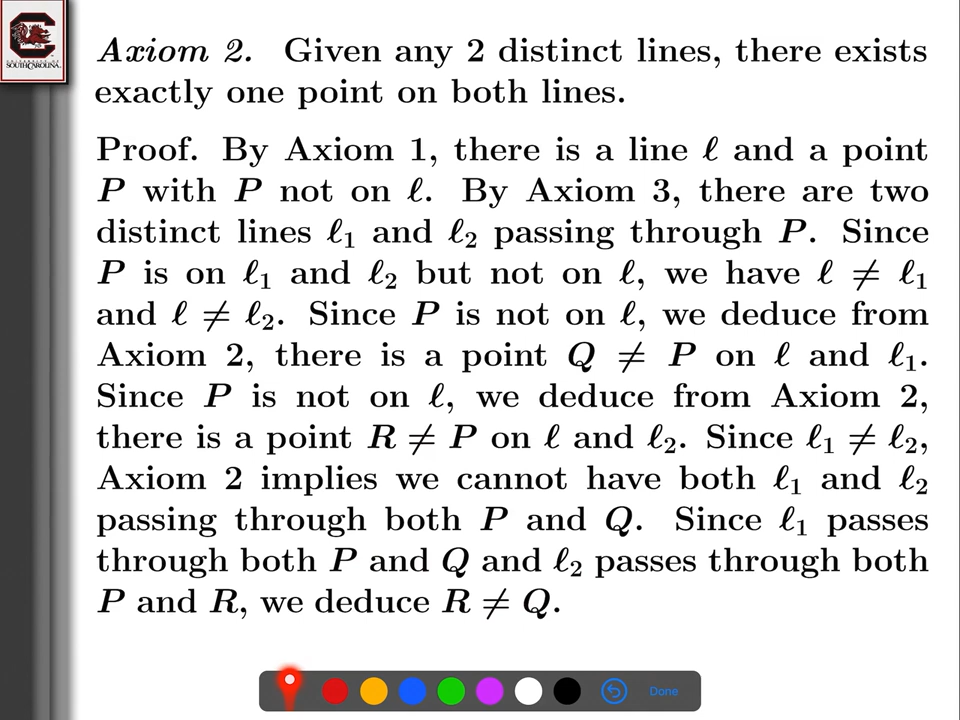 UNIVERSITY OF
SOUTH CAROLINA
Axiom 2. Given any 2 distinct lines, there exists
exactly one point on both lines.
Proof. By Axiom 1, there is a line ℓ and a point
P with P not on ℓ. By Axiom 3, there are two
distinct lines ℓ₁ and ℓ₂ passing through P. Since
P is on ℓ₁ and ℓ₂ but not on ℓ, we have ℓ ≠ ℓ₁
and ℓ ≠ ℓ₂. Since P is not on ℓ, we deduce from
Axiom 2, there is a point Q ≠ P on ℓ and ℓ₁.
Since P is not on ℓ, we deduce from Axiom 2,
there is a point R ≠ P on ℓ and ℓ₂. Since ℓ₁ ≠ ℓ₂,
Axiom 2 implies we cannot have both ℓ₁ and ℓ₂
passing through both P and Q. Since ℓ₁ passes
through both P and Q and ℓ₂ passes through both
P and R, we deduce R ≠ Q.
Done